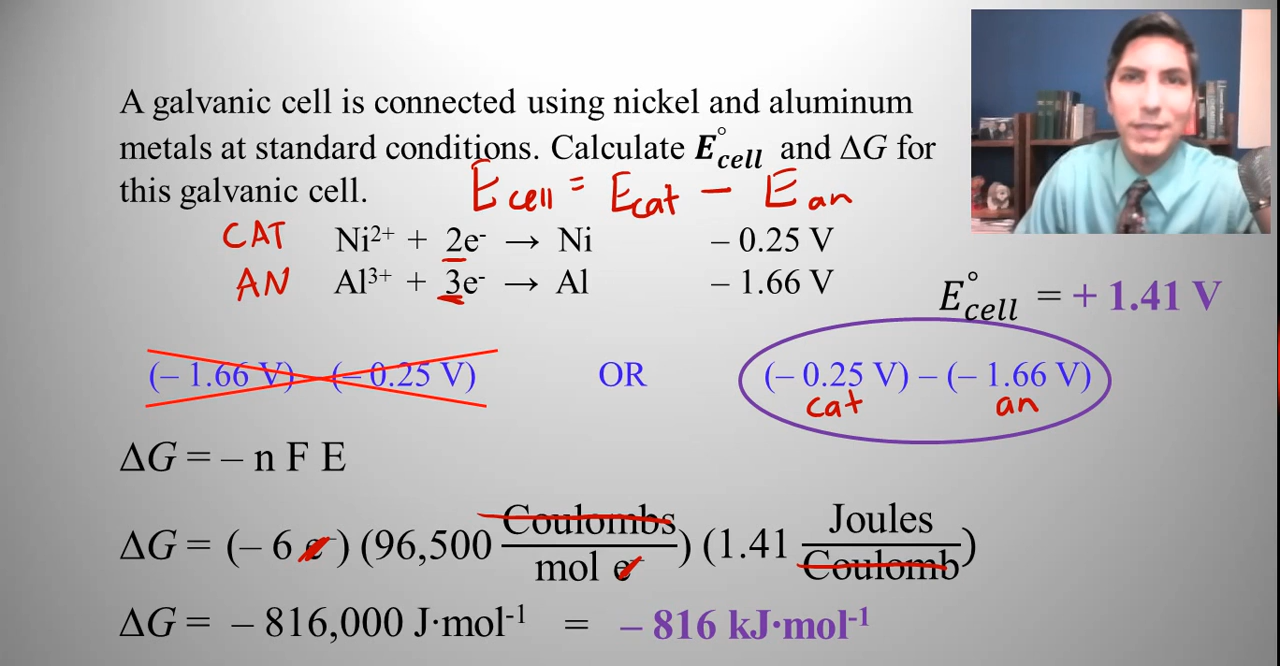 A galvanic cell is connected using nickel and aluminum
metals at standard conditions. Calculate E°cell and ΔG for
this galvanic cell.
E cell = Ecat − E an
CAT Ni²⁺ + 2e⁻ → Ni – 0.25 V
AN Al³⁺ + 3e⁻ → Al – 1.66 V
E°cell = + 1.41 V
(– 1.66 V) – (– 0.25 V) OR (– 0.25 V) – (– 1.66 V)
cat an
ΔG = – n F E
ΔG = (– 6 e⁻) (96,500 Coulombs/mol e⁻) (1.41 Joules/Coulomb)
ΔG = – 816,000 J·mol⁻¹ = – 816 kJ·mol⁻¹